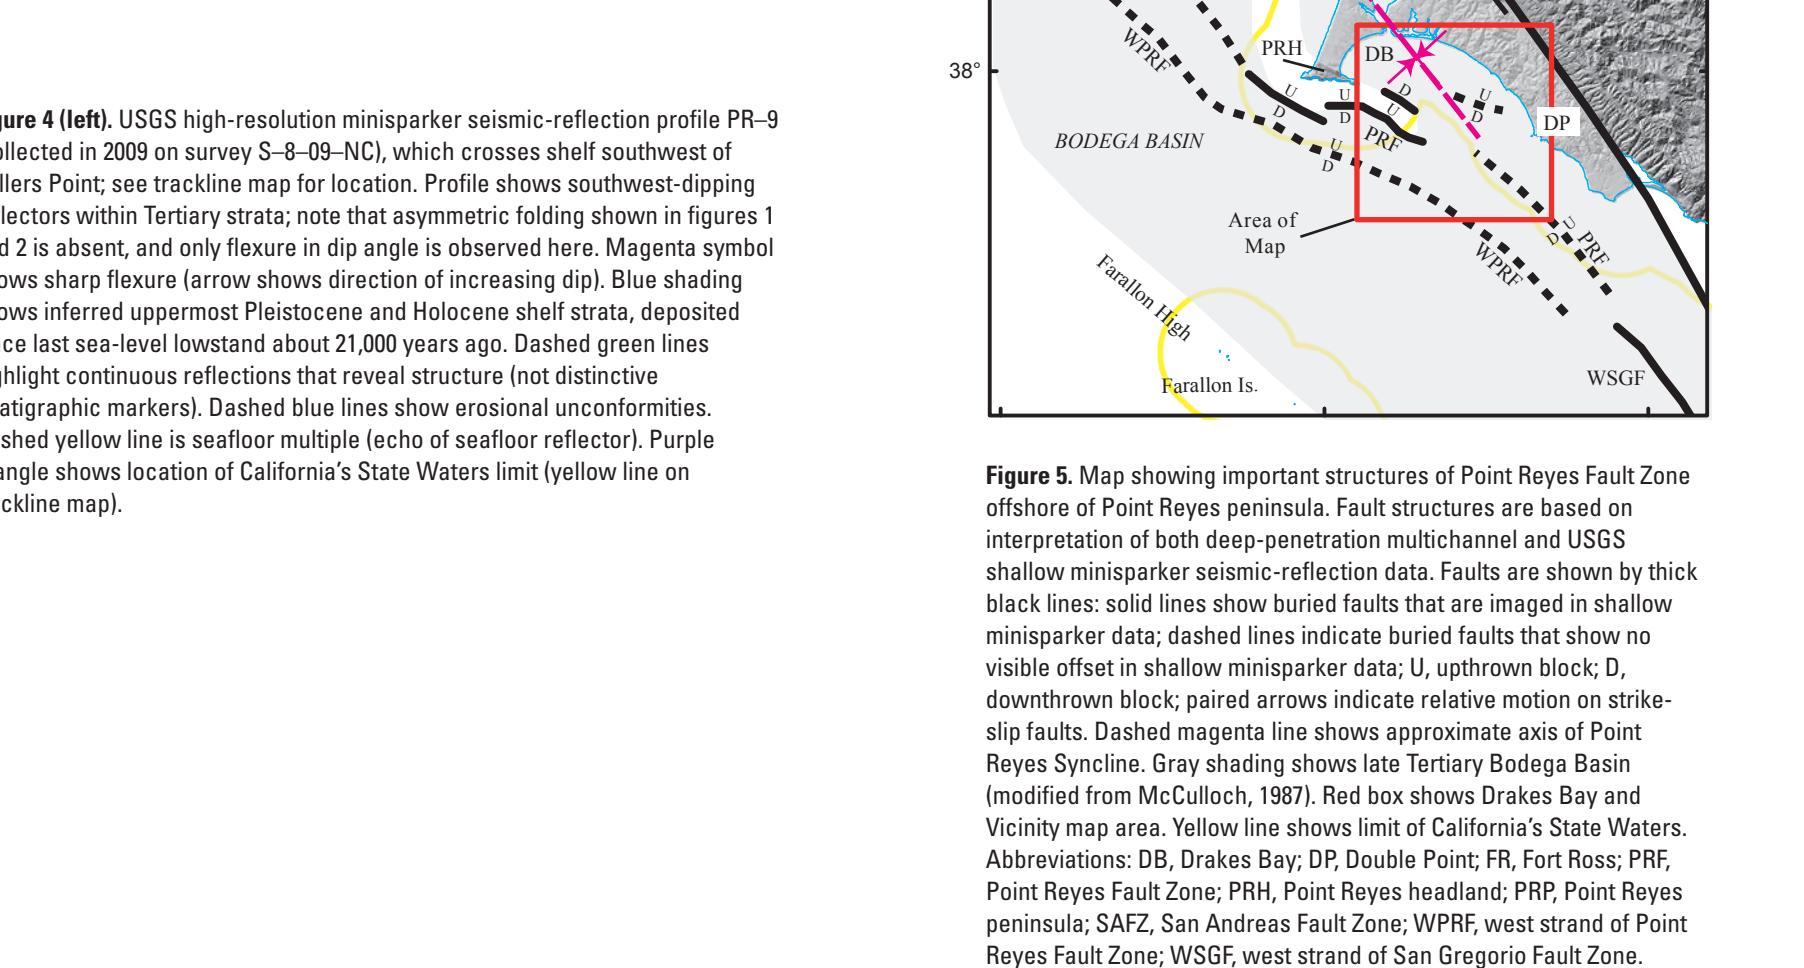 gure 4 (left). USGS high-resolution minisparker seismic-reflection profile PR–9
ollected in 2009 on survey S–8–09–NC), which crosses shelf southwest of
llers Point; see trackline map for location. Profile shows southwest-dipping
lectors within Tertiary strata; note that asymmetric folding shown in figures 1
d 2 is absent, and only flexure in dip angle is observed here. Magenta symbol
ows sharp flexure (arrow shows direction of increasing dip). Blue shading
ows inferred uppermost Pleistocene and Holocene shelf strata, deposited
ce last sea-level lowstand about 21,000 years ago. Dashed green lines
ghlight continuous reflections that reveal structure (not distinctive
atigraphic markers). Dashed blue lines show erosional unconformities.
shed yellow line is seafloor multiple (echo of seafloor reflector). Purple
angle shows location of California’s State Waters limit (yellow line on
ckline map).
38°
WPRF
PRH
DB
U
D
U
D
D
U
U
D
DP
PRF
U
D
BODEGA BASIN
Area of
Map
U
D
PRF
WPRF
Farallon High
Farallon Is.
WSGF
Figure 5. Map showing important structures of Point Reyes Fault Zone
offshore of Point Reyes peninsula. Fault structures are based on
interpretation of both deep-penetration multichannel and USGS
shallow minisparker seismic-reflection data. Faults are shown by thick
black lines: solid lines show buried faults that are imaged in shallow
minisparker data; dashed lines indicate buried faults that show no
visible offset in shallow minisparker data; U, upthrown block; D,
downthrown block; paired arrows indicate relative motion on strike-
slip faults. Dashed magenta line shows approximate axis of Point
Reyes Syncline. Gray shading shows late Tertiary Bodega Basin
(modified from McCulloch, 1987). Red box shows Drakes Bay and
Vicinity map area. Yellow line shows limit of California’s State Waters.
Abbreviations: DB, Drakes Bay; DP, Double Point; FR, Fort Ross; PRF,
Point Reyes Fault Zone; PRH, Point Reyes headland; PRP, Point Reyes
peninsula; SAFZ, San Andreas Fault Zone; WPRF, west strand of Point
Reyes Fault Zone; WSGF, west strand of San Gregorio Fault Zone.